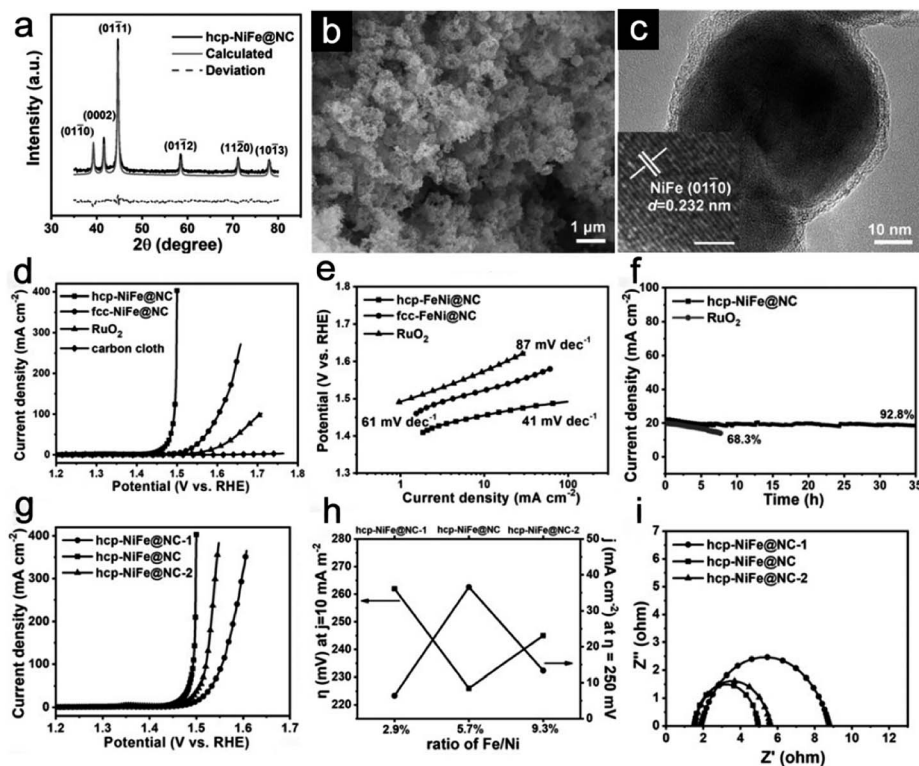 a
(011̄1)
hcp-NiFe@NC
Calculated
Deviation
(0002)
(011̄0)
(011̄2)
(112̄0)
(101̄3)
Intensity (a.u.)
30 40 50 60 70 80 90
2θ (degree)
b
1 µm
c
NiFe (011̄0)
d=0.232 nm
10 nm
d
hcp-NiFe@NC
fcc-NiFe@NC
RuO₂
carbon cloth
Current density (mA cm⁻²)
400
300
200
100
0
1.2 1.3 1.4 1.5 1.6 1.7 1.8
Potential (V vs. RHE)
e
hcp-FeNi@NC
fcc-FeNi@NC
RuO₂
87 mV dec⁻¹
61 mV dec⁻¹
41 mV dec⁻¹
Potential (V vs. RHE)
1.8
1.7
1.6
1.5
1.4
1.3
1 10 100
Current density (mA cm⁻²)
f
hcp-NiFe@NC
RuO₂
92.8%
68.3%
Current density (mA cm⁻²)
100
80
60
40
20
0
0 5 10 15 20 25 30 35
Time (h)
g
hcp-NiFe@NC-1
hcp-NiFe@NC
hcp-NiFe@NC-2
Current density (mA cm⁻²)
400
300
200
100
0
1.2 1.3 1.4 1.5 1.6 1.7
Potential (V vs. RHE)
h
hcp-NiFe@NC-1 hcp-NiFe@NC hcp-NiFe@NC-2
η (mV) at j=10 mA m⁻²
280
270
260
250
240
230
220
50
40
30
20
10
0
j (mA cm⁻²) at η = 250 mV
2.9% 5.7% 9.3%
ratio of Fe/Ni
i
hcp-NiFe@NC-1
hcp-NiFe@NC
hcp-NiFe@NC-2
Z'' (ohm)
7
6
5
4
3
2
1
0
0 2 4 6 8 10 12
Z' (ohm)